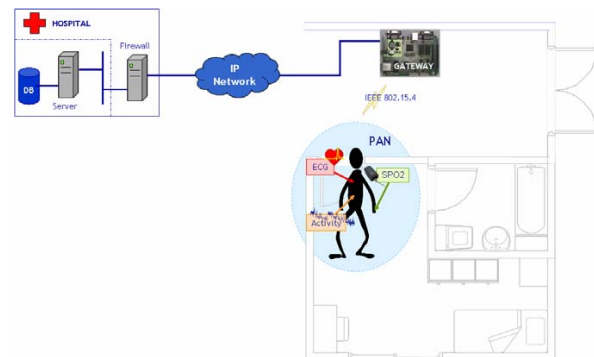 HOSPITAL
Firewall
DB
Server
IP
Network
GATEWAY
IEEE 802.15.4
PAN
ECG
SPO2
Activity